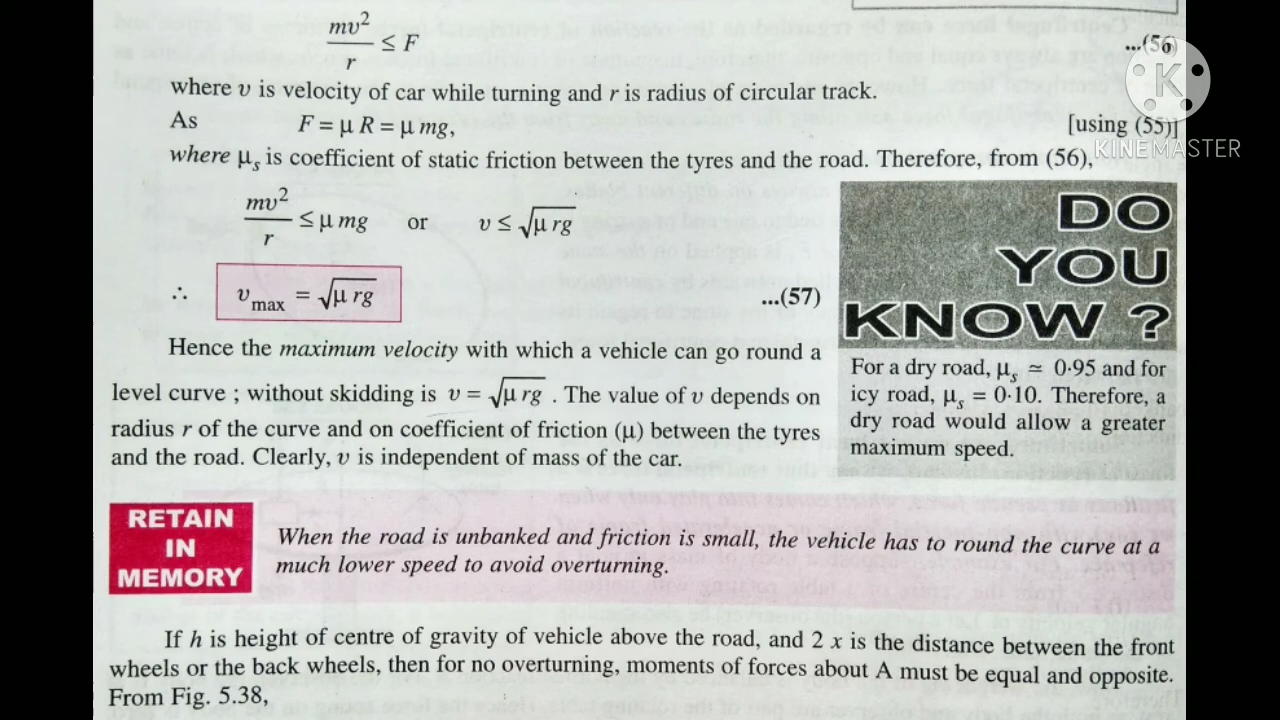 mv²/r ≤ F ...(56)
where υ is velocity of car while turning and r is radius of circular track.
As F = μ R = μ mg, [using (55)]
where μₛ is coefficient of static friction between the tyres and the road. Therefore, from (56),
mv²/r ≤ μ mg or υ ≤ √μ rg
∴ υmax = √μ rg ...(57)
Hence the maximum velocity with which a vehicle can go round a
level curve ; without skidding is υ = √μ rg . The value of υ depends on
radius r of the curve and on coefficient of friction (μ) between the tyres
and the road. Clearly, υ is independent of mass of the car.
DO
YOU
KNOW ?
For a dry road, μₛ ≃ 0·95 and for
icy road, μₛ = 0·10. Therefore, a
dry road would allow a greater
maximum speed.
RETAIN
IN
MEMORY
When the road is unbanked and friction is small, the vehicle has to round the curve at a
much lower speed to avoid overturning.
If h is height of centre of gravity of vehicle above the road, and 2 x is the distance between the front
wheels or the back wheels, then for no overturning, moments of forces about A must be equal and opposite.
From Fig. 5.38,
K
KINEMASTER